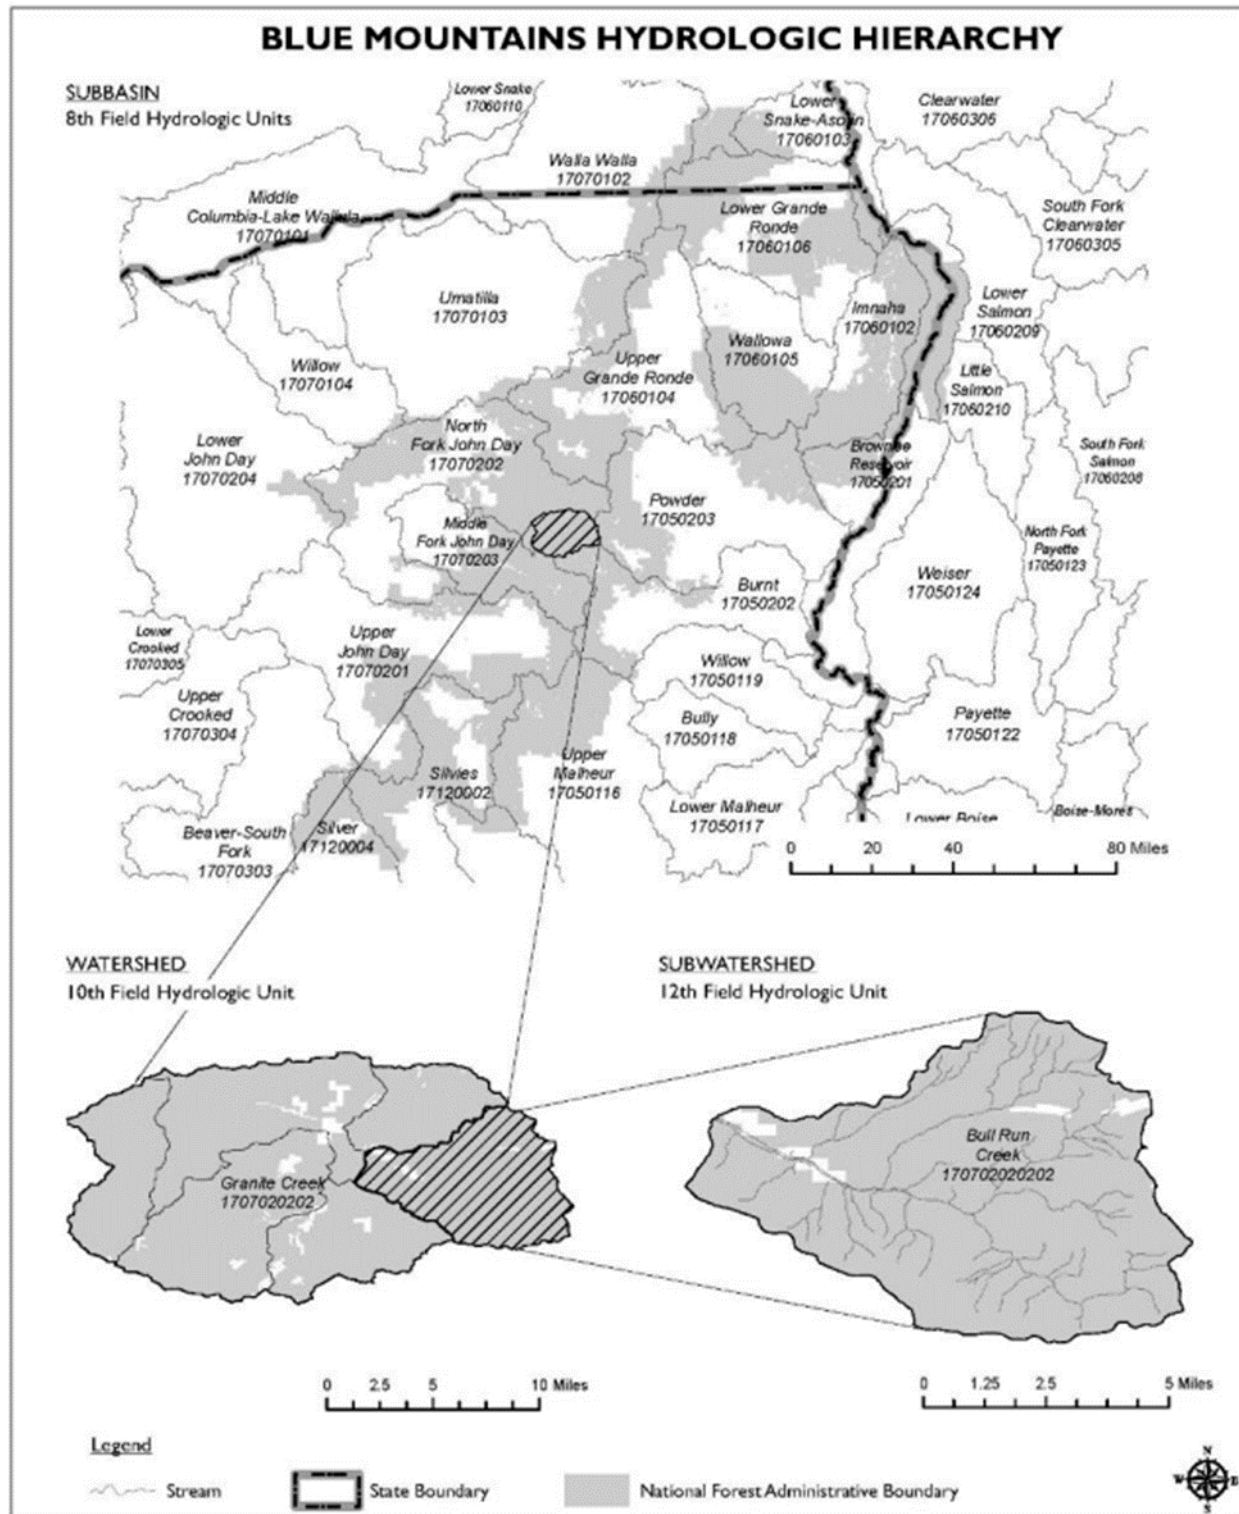 BLUE MOUNTAINS HYDROLOGIC HIERARCHY
SUBBASIN
8th Field Hydrologic Units
Lower Snake
17060110
Lower
Snake-Asotin
17060103
Clearwater
17060306
Walla Walla
17070102
Middle
Columbia-Lake Wallula
17070101
Lower Grande
Ronde
17060106
South Fork
Clearwater
17060305
Umatilla
17070103
Imnaha
17060102
Lower
Salmon
17060209
Wallowa
17060105
Willow
17070104
Upper
Grande Ronde
17060104
Little
Salmon
17060210
North
Fork John Day
17070202
Lower
John Day
17070204
Brownlee
Reservoir
17050201
South Fork
Salmon
17060208
Powder
17050203
Middle
Fork John Day
17070203
North Fork
Payette
17050123
Weiser
17050124
Burnt
17050202
Lower
Crooked
17070305
Upper
John Day
17070201
Willow
17050119
Upper
Crooked
17070304
Bully
17050118
Payette
17050122
Silvies
17120002
Upper
Malheur
17050116
Lower Malheur
17050117
Lower Boise
Boise-Mores
Beaver-South
Fork
17070303
Silver
17120004
0 20 40 80 Miles
WATERSHED
10th Field Hydrologic Unit
SUBWATERSHED
12th Field Hydrologic Unit
Granite Creek
1707020202
Bull Run
Creek
170702020202
0 2.5 5 10 Miles
0 1.25 2.5 5 Miles
Legend
Stream
State Boundary
National Forest Administrative Boundary
N
W E
S